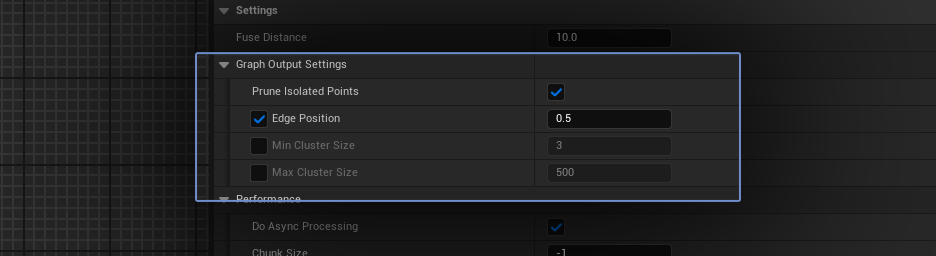 Settings
Fuse Distance 10.0
Graph Output Settings
Prune Isolated Points
Edge Position 0.5
Min Cluster Size 3
Max Cluster Size 500
Performance
Do Async Processing
Chunk Size -1